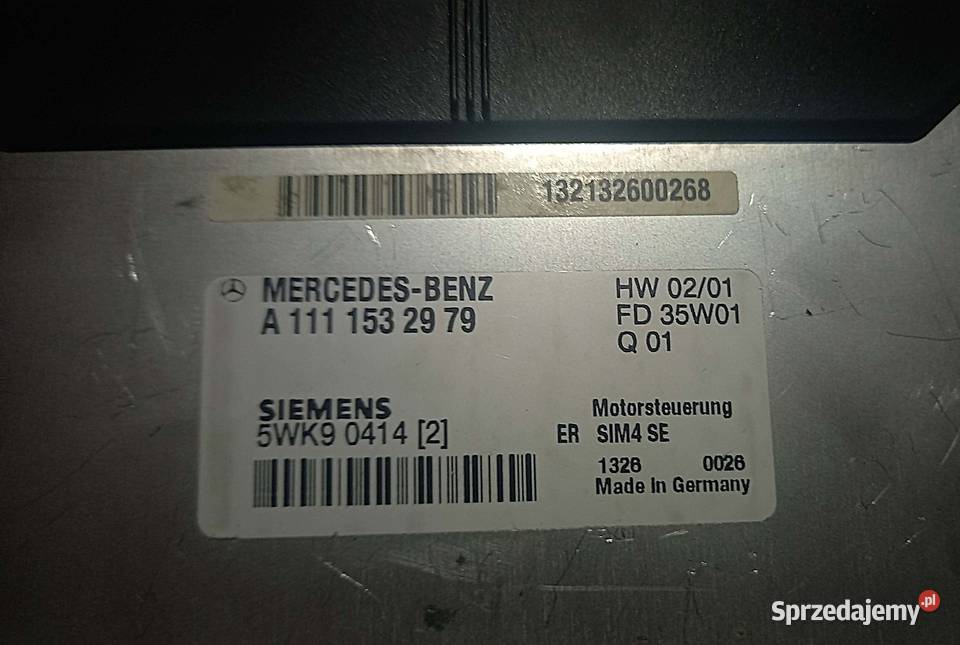 132132600268
MERCEDES-BENZ
A 111 153 29 79
HW 02/01
FD 35W01
Q 01
SIEMENS
5WK9 0414 [2]
Motorsteuerung
ER SIM4 SE
1326 0026
Made In Germany
Sprzedajemy.pl